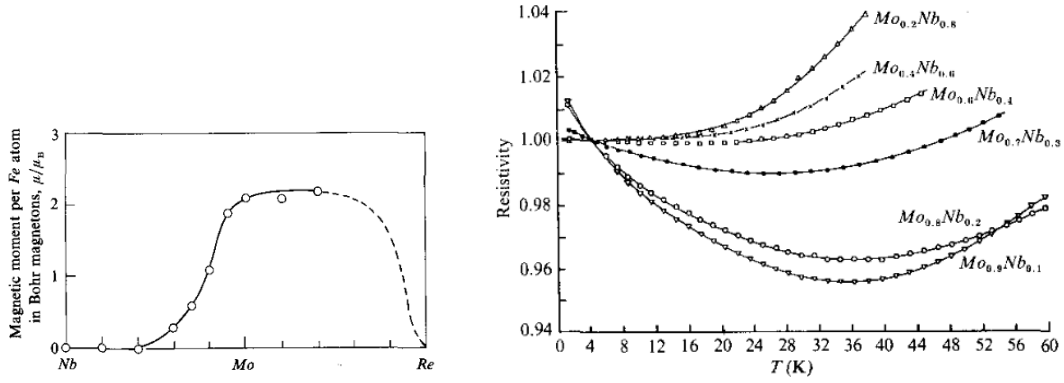 Magnetic moment per Fe atom
in Bohr magnetons, μ/μB
3
2
1
0
Nb
Mo
Re
Resistivity
1.04
1.02
1.00
0.98
0.96
0.94
0
4
8
12
16
20
24
28
32
36
40
44
48
52
56
60
T (K)
Mo0.2Nb0.8
Mo0.4Nb0.6
Mo0.6Nb0.4
Mo0.7Nb0.3
Mo0.8Nb0.2
Mo0.9Nb0.1